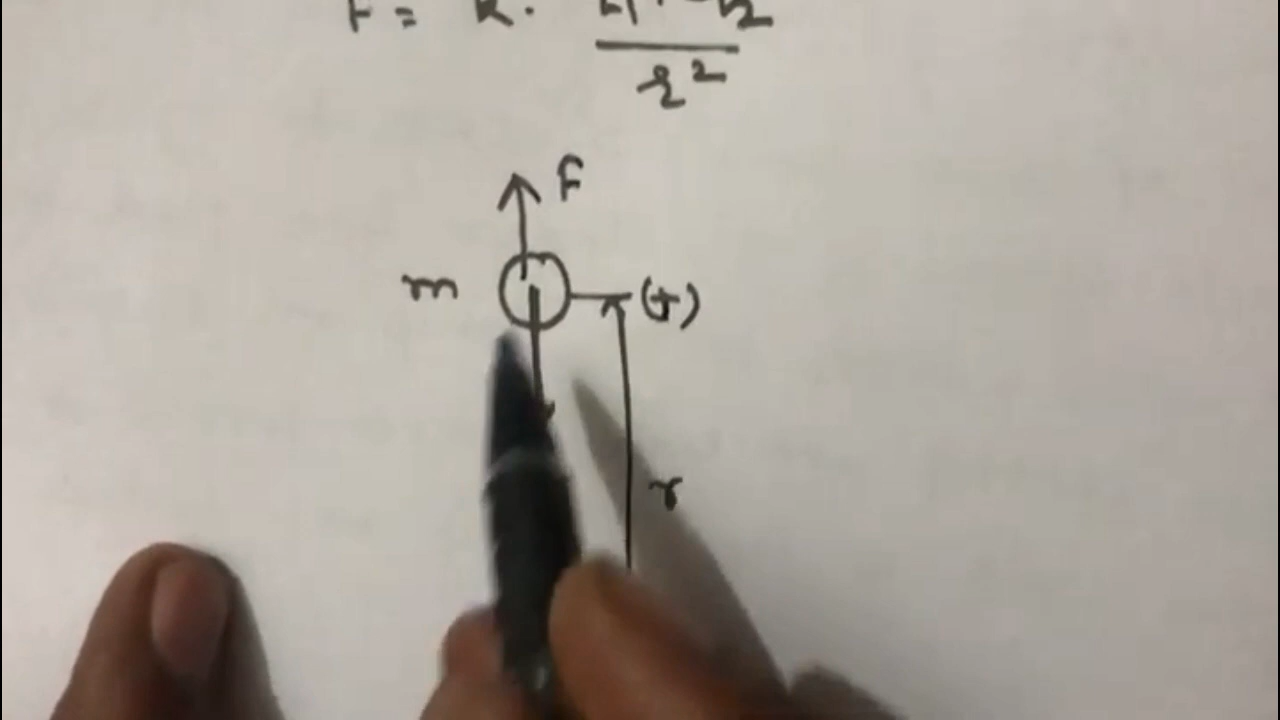 F = K.
r²
F
m (+)
r